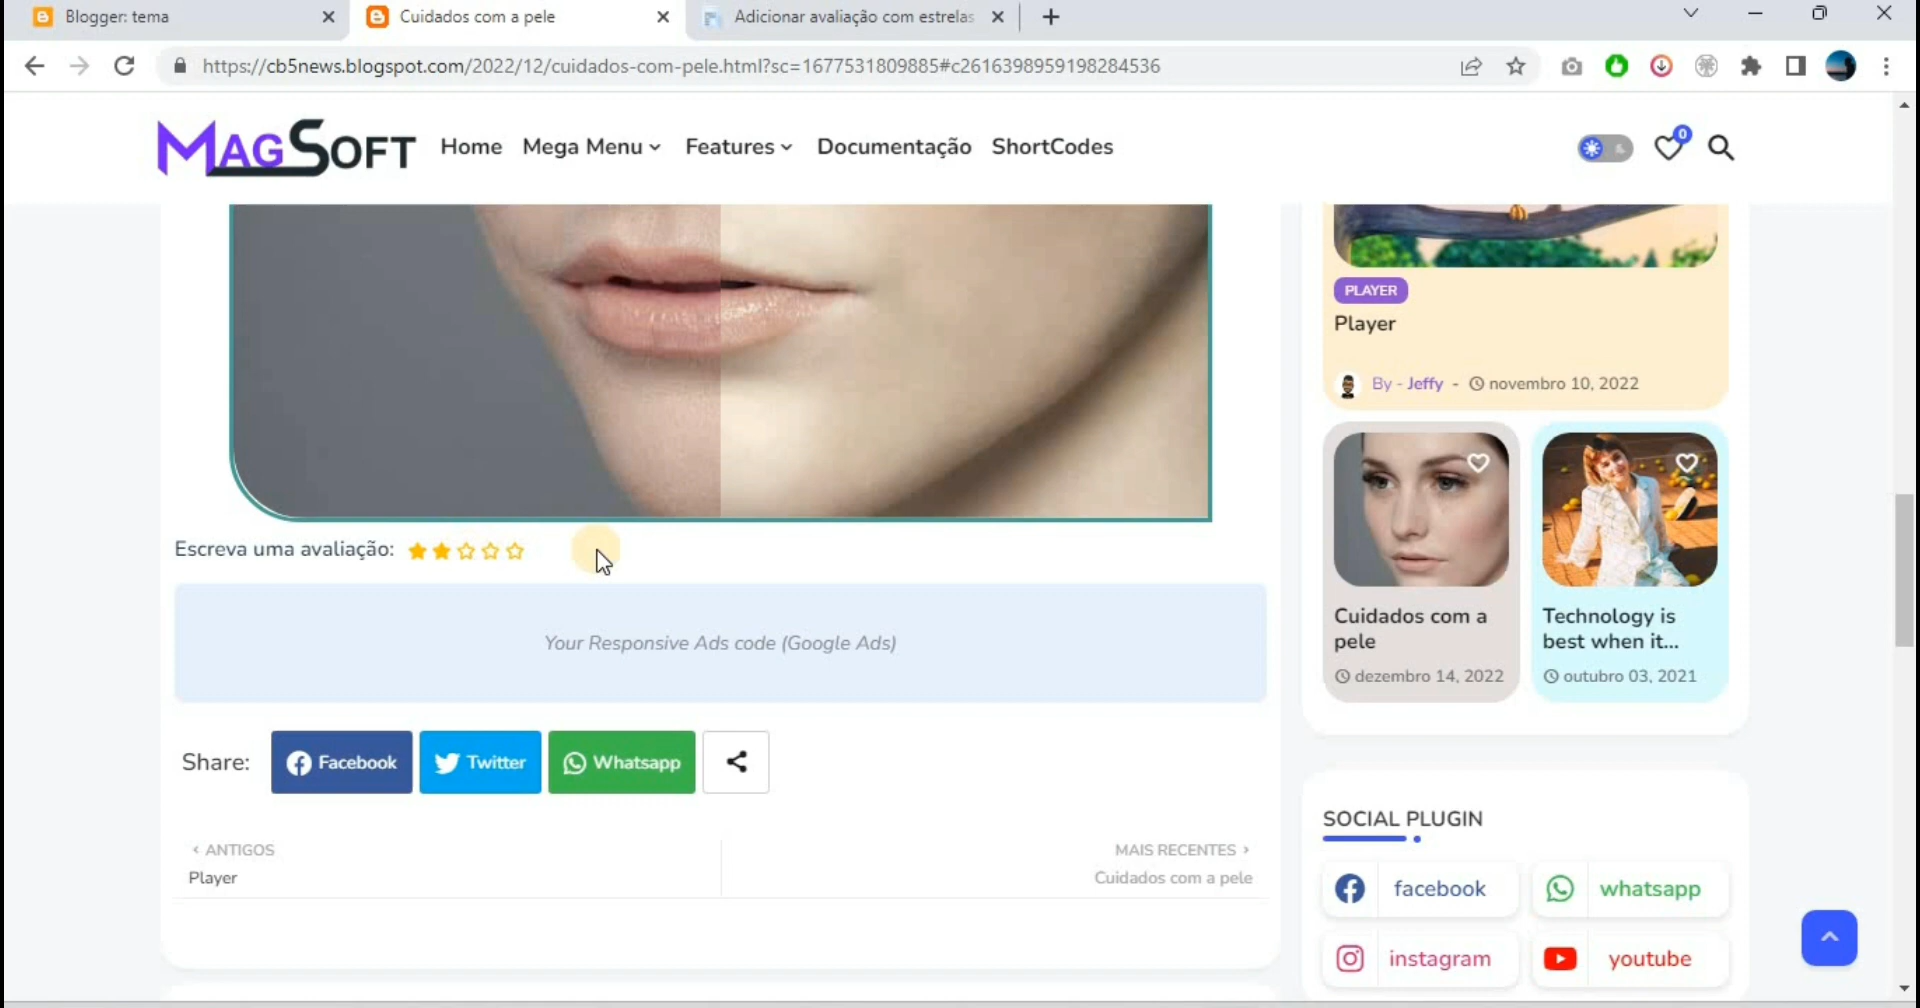 Blogger: tema
Cuidados com a pele
Adicionar avaliação com estrelas
https://cb5news.blogspot.com/2022/12/cuidados-com-pele.html?sc=1677531809885#c2616398959198284536
MAGSOFT
Home
Mega Menu
Features
Documentação
ShortCodes
0
PLAYER
Player
By - Jeffy - novembro 10, 2022
Escreva uma avaliação:
Your Responsive Ads code (Google Ads)
Cuidados com a
pele
dezembro 14, 2022
Technology is
best when it...
outubro 03, 2021
Share:
Facebook
Twitter
Whatsapp
‹ ANTIGOS
Player
MAIS RECENTES ›
Cuidados com a pele
SOCIAL PLUGIN
facebook
whatsapp
instagram
youtube